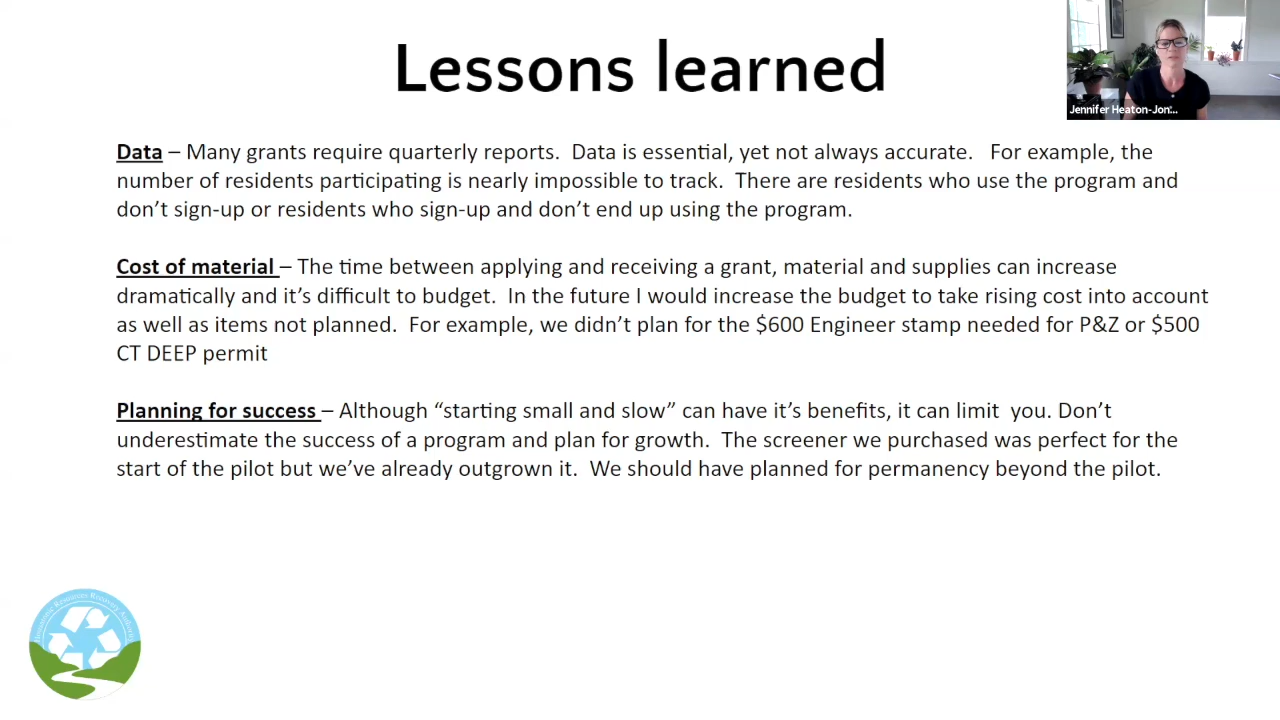 Lessons learned
Jennifer Heaton-Jon...
Data – Many grants require quarterly reports.  Data is essential, yet not always accurate.   For example, the
number of residents participating is nearly impossible to track.  There are residents who use the program and
don't sign-up or residents who sign-up and don't end up using the program.
Cost of material – The time between applying and receiving a grant, material and supplies can increase
dramatically and it's difficult to budget.  In the future I would increase the budget to take rising cost into account
as well as items not planned.  For example, we didn't plan for the $600 Engineer stamp needed for P&Z or $500
CT DEEP permit
Planning for success – Although “starting small and slow” can have it's benefits, it can limit  you. Don't
underestimate the success of a program and plan for growth.  The screener we purchased was perfect for the
start of the pilot but we've already outgrown it.  We should have planned for permanency beyond the pilot.
Housatonic Resources Recovery Authority